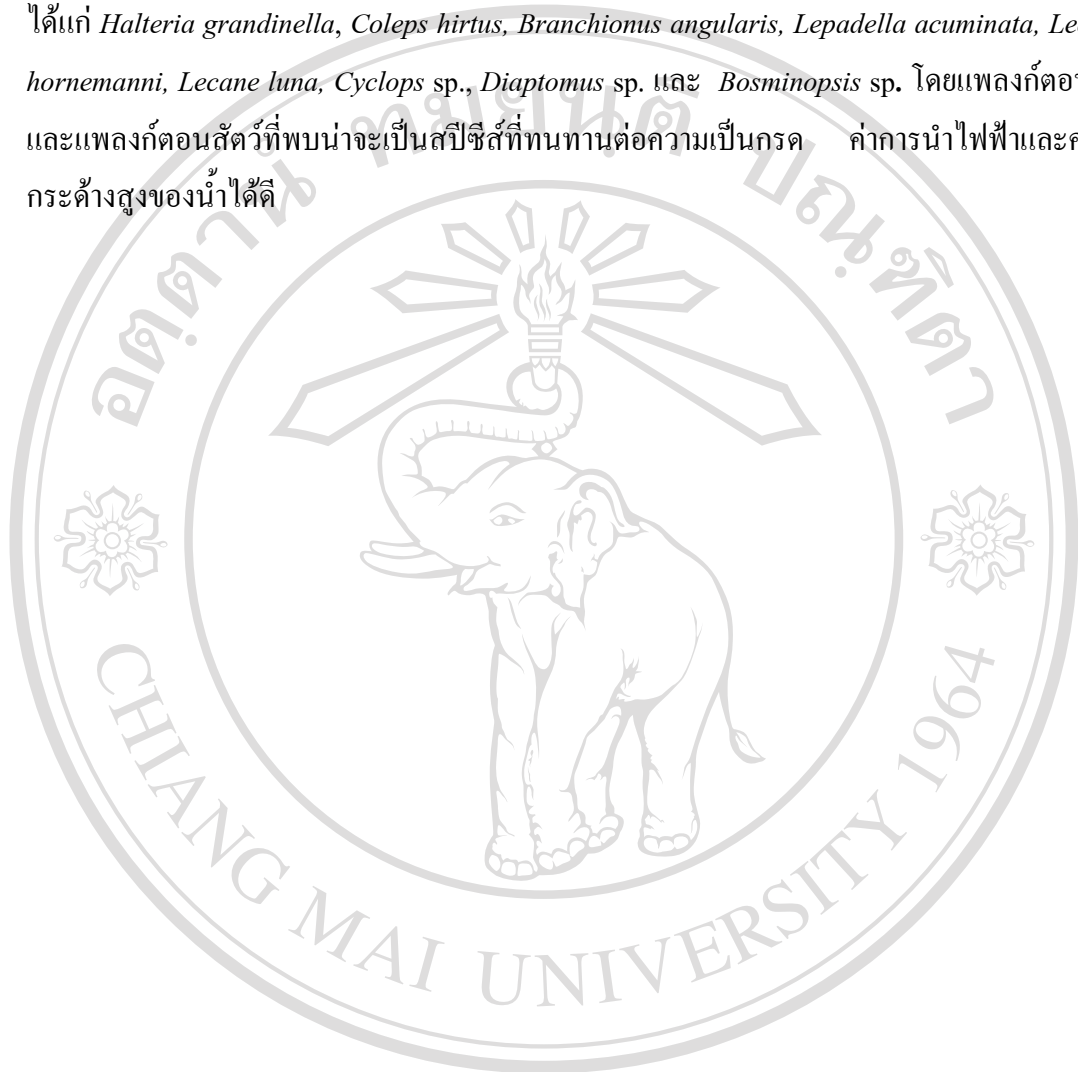 ได้แก่ Halteria grandinella, Coleps hirtus, Branchionus angularis, Lepadella acuminata,
hornemanni, Lecane luna, Cyclops sp., Diaptomus sp. และ Bosminopsis sp. โดยแพลงก์ตอน
และแพลงก์ตอนสัตว์ที่พบน่าจะเป็นสปีซีส์ที่ทนทานต่อความเป็นกรด ค่าการนำไฟฟ้าและ
กระด้างสูงของน้ำได้ดี
CHIANG MAI UNIVERSITY 1964